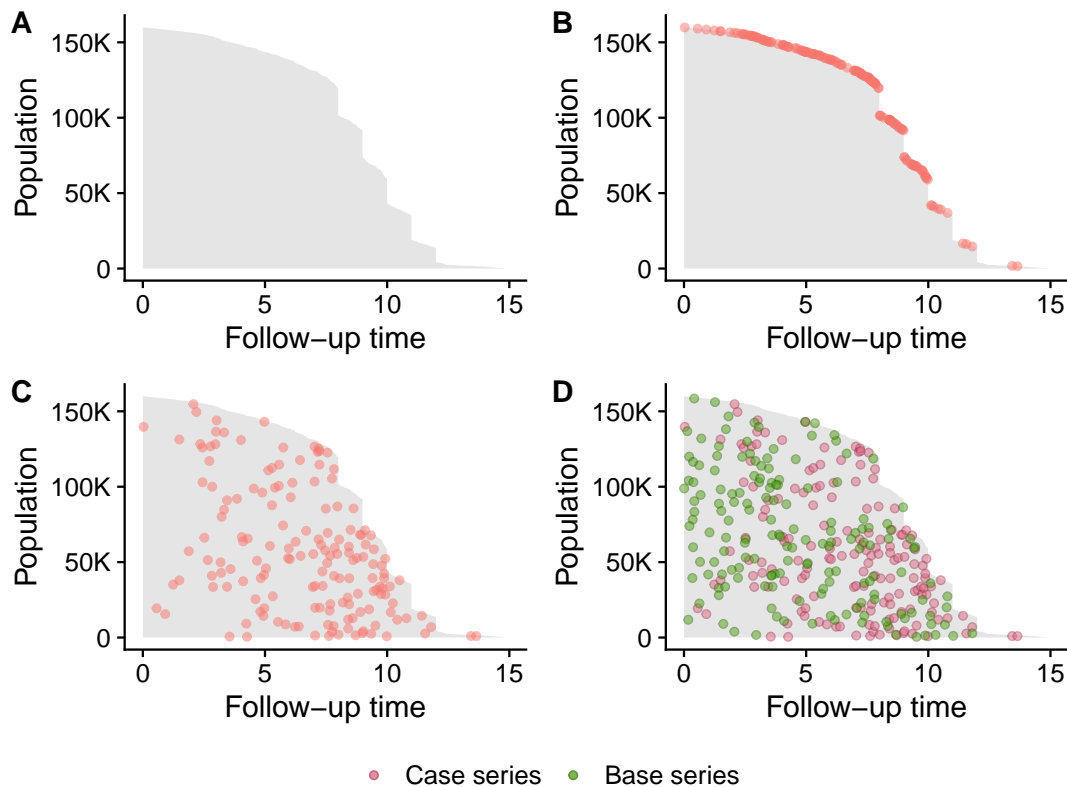 A
B
150K
100K
50K
0
Population
0 5 10 15
Follow−up time
150K
100K
50K
0
Population
0 5 10 15
Follow−up time
C
D
150K
100K
50K
0
Population
0 5 10 15
Follow−up time
150K
100K
50K
0
Population
0 5 10 15
Follow−up time
Case series Base series